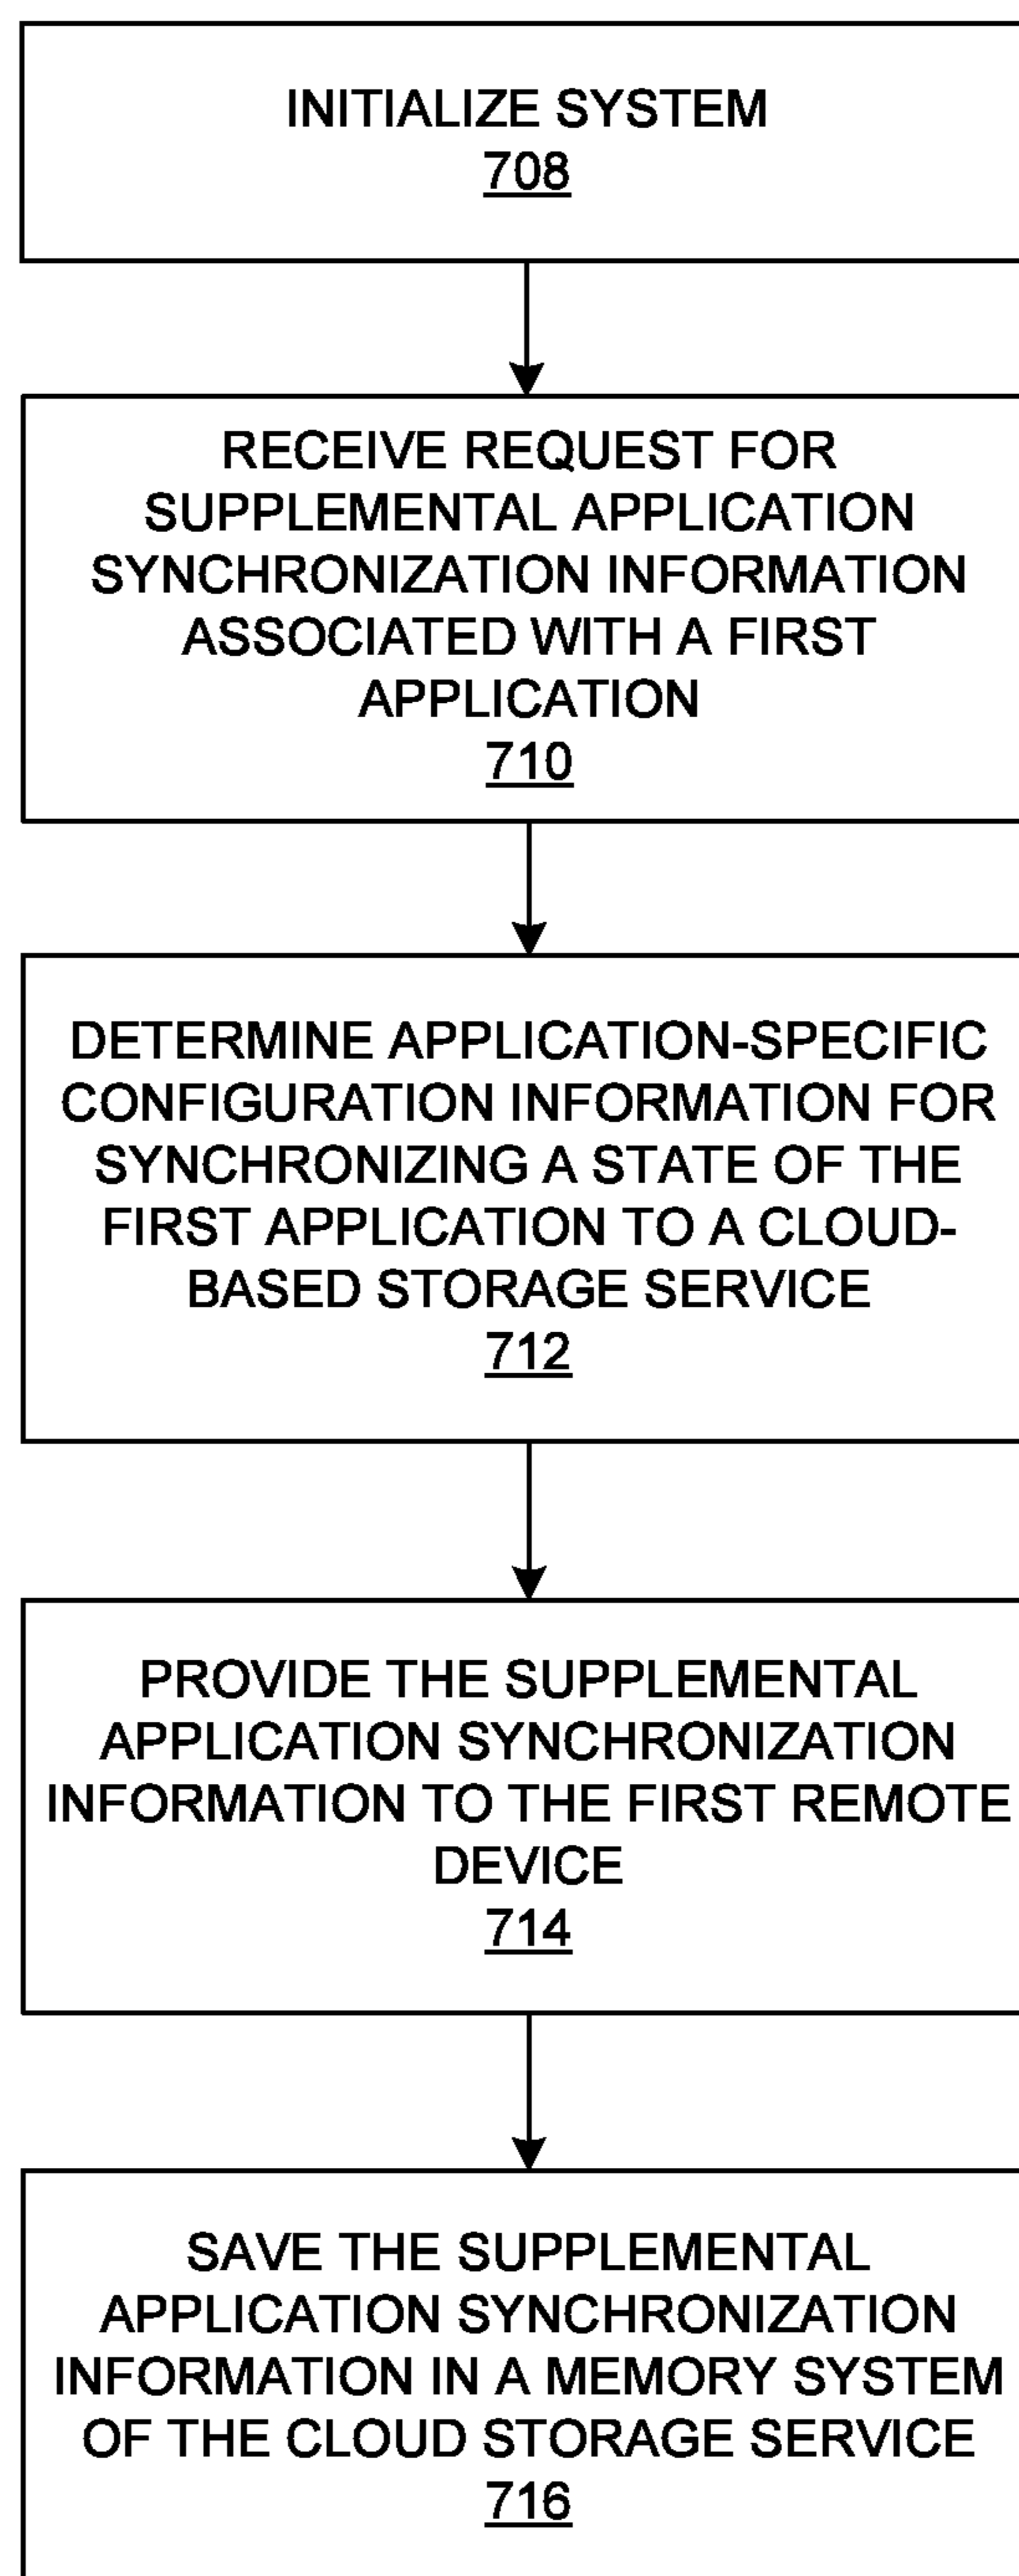 INITIALIZE SYSTEM
708
RECEIVE REQUEST FOR
SUPPLEMENTAL APPLICATION
SYNCHRONIZATION INFORMATION
ASSOCIATED WITH A FIRST
APPLICATION
710
DETERMINE APPLICATION-SPECIFIC
CONFIGURATION INFORMATION FOR
SYNCHRONIZING A STATE OF THE
FIRST APPLICATION TO A CLOUD-
BASED STORAGE SERVICE
712
PROVIDE THE SUPPLEMENTAL
APPLICATION SYNCHRONIZATION
INFORMATION TO THE FIRST REMOTE
DEVICE
714
SAVE THE SUPPLEMENTAL
APPLICATION SYNCHRONIZATION
INFORMATION IN A MEMORY SYSTEM
OF THE CLOUD STORAGE SERVICE
716